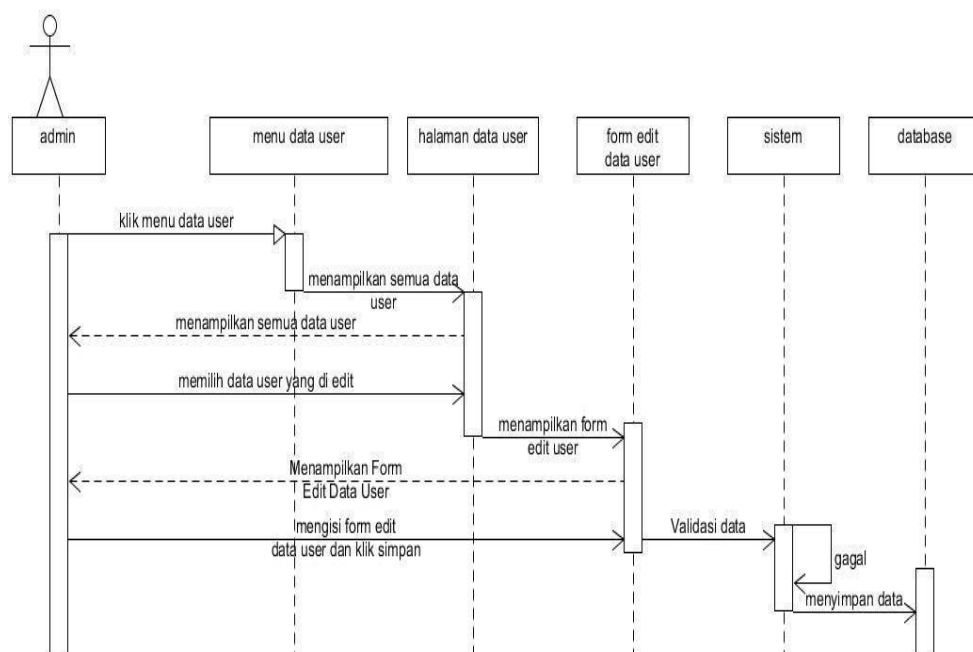 admin
menu data user
halaman data user
form edit
data user
sistem
database
klik menu data user
menampilkan semua data
user
menampilkan semua data user
memilih data user yang di edit
menampilkan form
edit user
Menampilkan Form
Edit Data User
mengisi form edit
data user dan klik simpan
Validasi data
gagal
menyimpan data